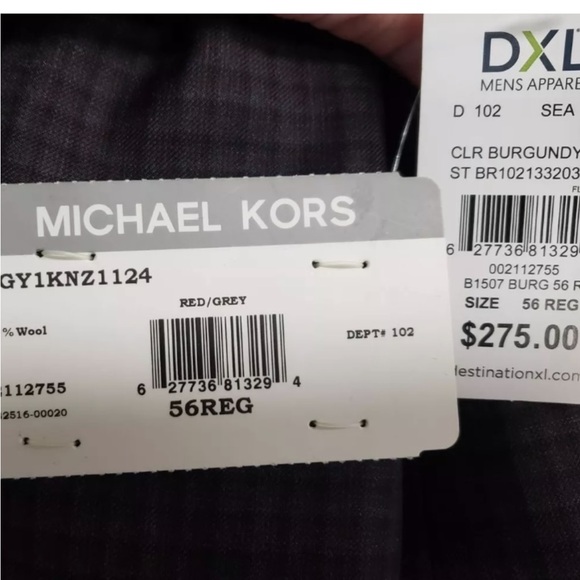 MICHAEL KORS
GY1KNZ1124
RED/GREY
% Wool
DEPT# 102
112755
6 27736 81329 4
2516-00020
56REG
DXL
MENS APPARE
D 102 SEA
CLR BURGUNDY
ST BR102133203
FL
6 27736 81329
002112755
B1507 BURG 56 R
SIZE 56 REG
$275.00
destinationxl.com